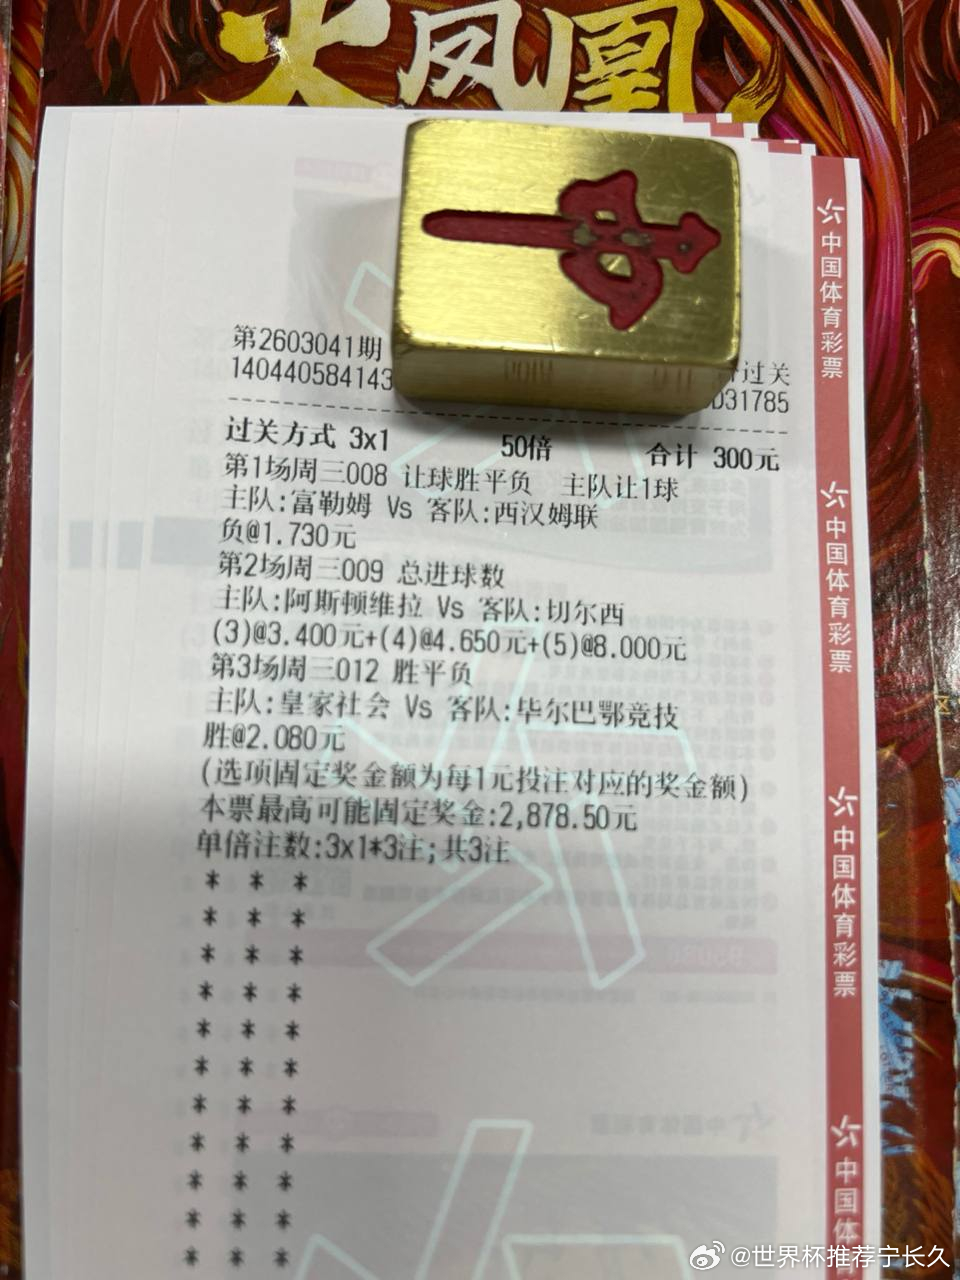 火凤凰
第2603041期
140440584143
过关
D31785
过关方式 3x1 50倍 合计 300元
第1场周三008 让球胜平负 主队让1球
主队:富勒姆 Vs 客队:西汉姆联
负@1.730元
第2场周三009 总进球数
主队:阿斯顿维拉 Vs 客队:切尔西
(3)@3.400元+(4)@4.650元+(5)@8.000元
第3场周三012 胜平负
主队:皇家社会 Vs 客队:毕尔巴鄂竞技
胜@2.080元
(选项固定奖金额为每1元投注对应的奖金额)
本票最高可能固定奖金:2,878.50元
单倍注数:3x1*3注;共3注
* * *
* * *
* * *
* * *
* * *
* * *
* * *
* * *
* * *
* * *
* * *
中国体育彩票
中国体育彩票
中国体育彩票
中国体
@世界杯推荐宁长久